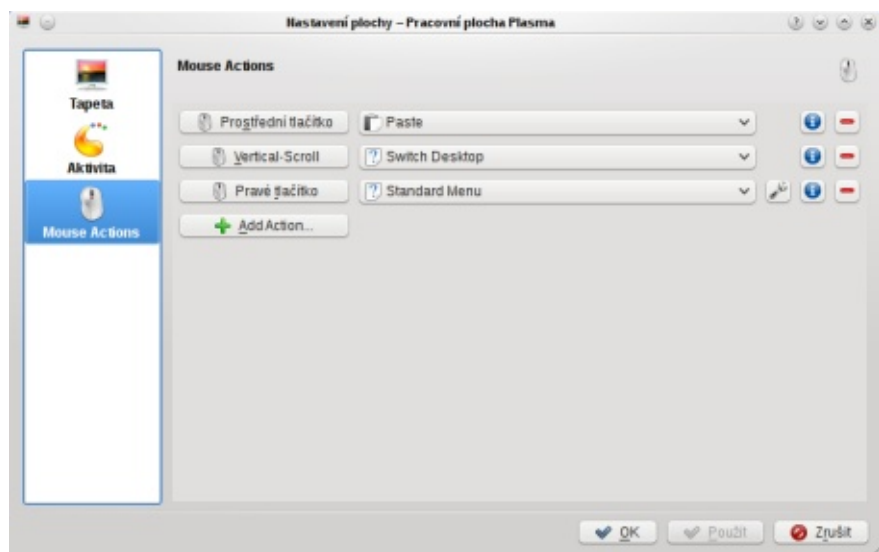 Nastavení plochy – Pracovní plocha Plasma
Tapeta
Aktivita
Mouse Actions
Mouse Actions
Prostřední tlačítko Paste
Vertical-Scroll Switch Desktop
Pravé tlačítko Standard Menu
Add Action...
OK Použít Zrušit